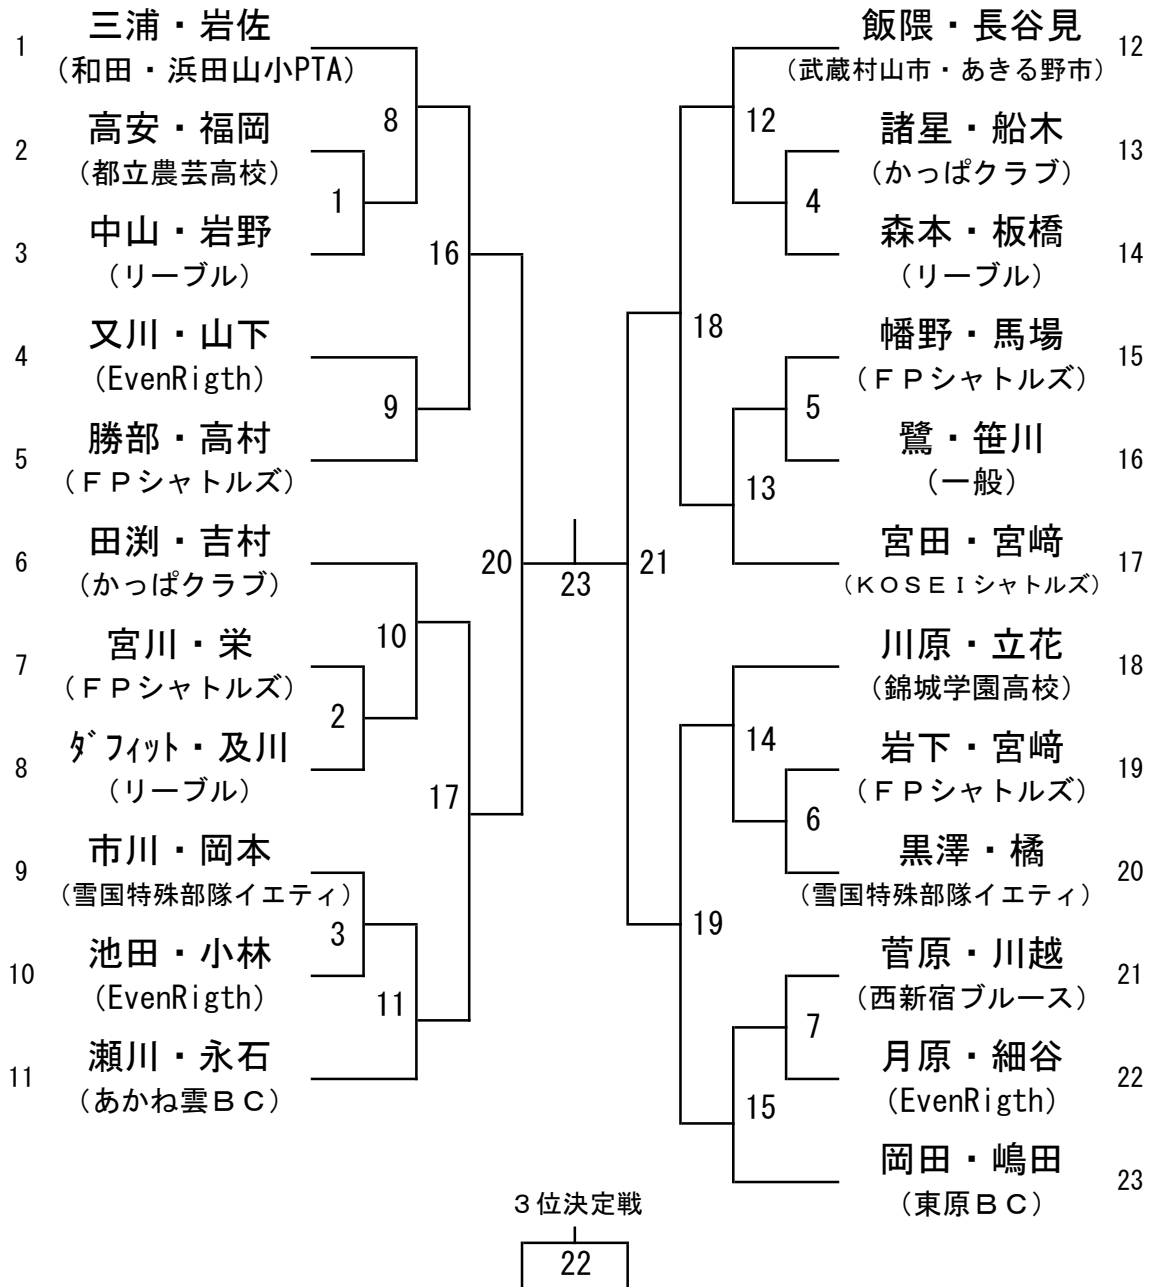 1
三浦・岩佐
(和田・浜田山小PTA)
2
高安・福岡
(都立農芸高校)
3
中山・岩野
(リーブル)
4
又川・山下
(EvenRigth)
5
勝部・高村
(ＦＰシャトルズ)
6
田渕・吉村
(かっぱクラブ)
7
宮川・栄
(ＦＰシャトルズ)
8
ﾀﾞﾌｨｯﾄ・及川
(リーブル)
9
市川・岡本
(雪国特殊部隊イエティ)
10
池田・小林
(EvenRigth)
11
瀬川・永石
(あかね雲ＢＣ)
8
1
16
9
20
10
2
17
3
11
23
21
12
4
18
5
13
14
6
19
7
15
飯隈・長谷見
12
(武蔵村山市・あきる野市)
諸星・船木
13
(かっぱクラブ)
森本・板橋
14
(リーブル)
幡野・馬場
15
(ＦＰシャトルズ)
鷺・笹川
16
(一般)
宮田・宮﨑
17
(ＫＯＳＥＩシャトルズ)
川原・立花
18
(錦城学園高校)
岩下・宮﨑
19
(ＦＰシャトルズ)
黒澤・橘
20
(雪国特殊部隊イエティ)
菅原・川越
21
(西新宿ブルース)
月原・細谷
22
(EvenRigth)
岡田・嶋田
23
(東原ＢＣ)
３位決定戦
22